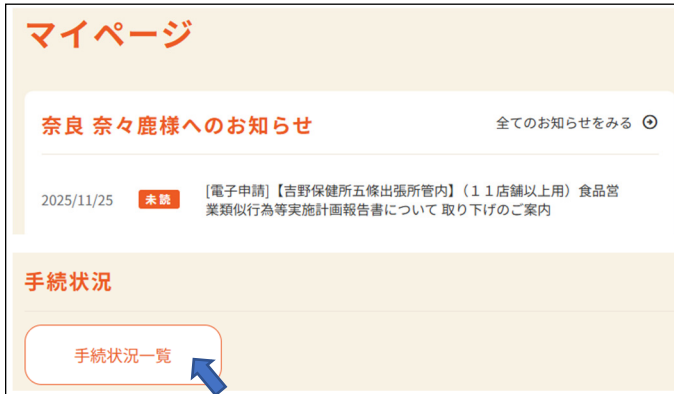 マイページ
奈良 奈々鹿様へのお知らせ
全てのお知らせをみる
2025/11/25
未読
[電子申請]【吉野保健所五條出張所管内】（１１店舗以上用）食品営
業類似行為等実施計画報告書について 取り下げのご案内
手続状況
手続状況一覧